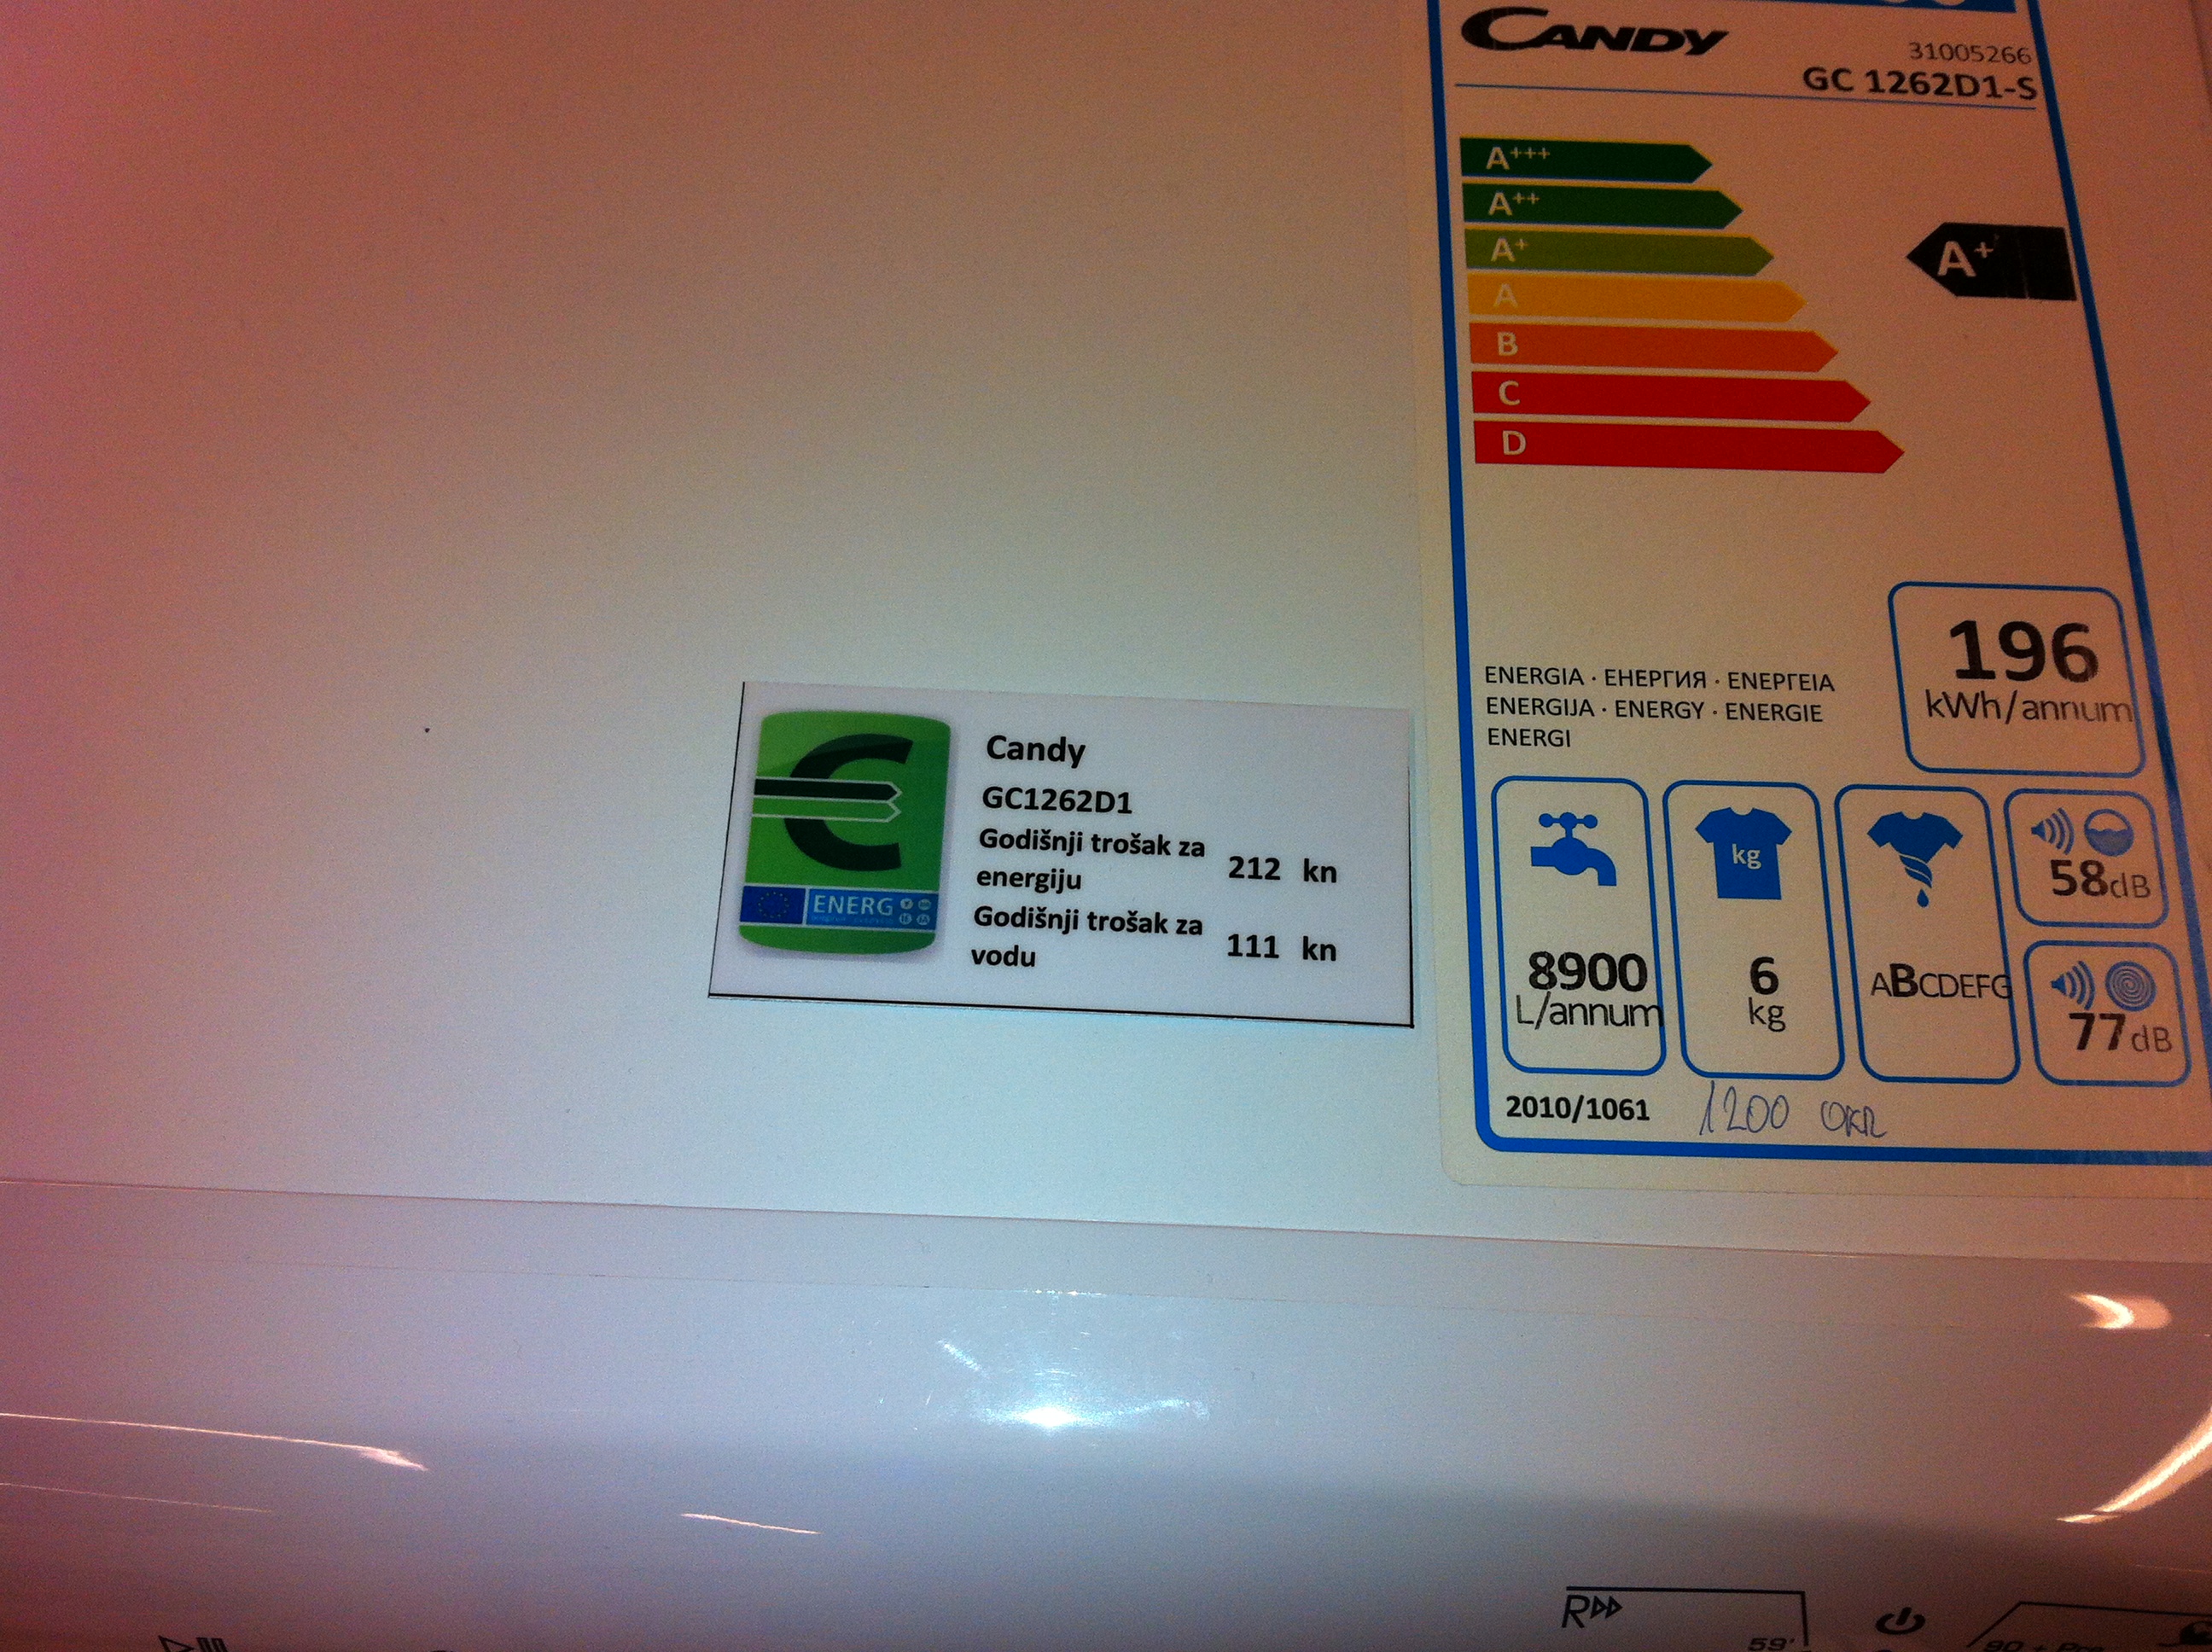 CANDY
31005266
GC 1262D1-S
A+++
A++
A+
A
B
C
D
A+
196
kWh/annum
ENERGIA · ЕНЕРГИЯ · ΕΝΕΡΓΕΙΑ
ENERGIJA · ENERGY · ENERGIE
ENERGI
8900
L/annum
kg
6
kg
ABCDEFG
58dB
77dB
2010/1061
1200 OKR
Candy
GC1262D1
Godišnji trošak za
energiju 212 kn
Godišnji trošak za
vodu 111 kn
ENERG
R
59'